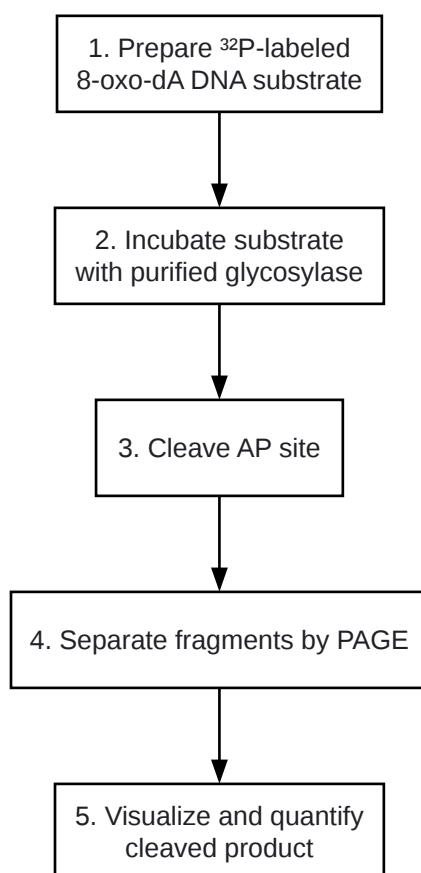 1. Prepare ³²P-labeled
8-oxo-dA DNA substrate
2. Incubate substrate
with purified glycosylase
3. Cleave AP site
4. Separate fragments by PAGE
5. Visualize and quantify
cleaved product